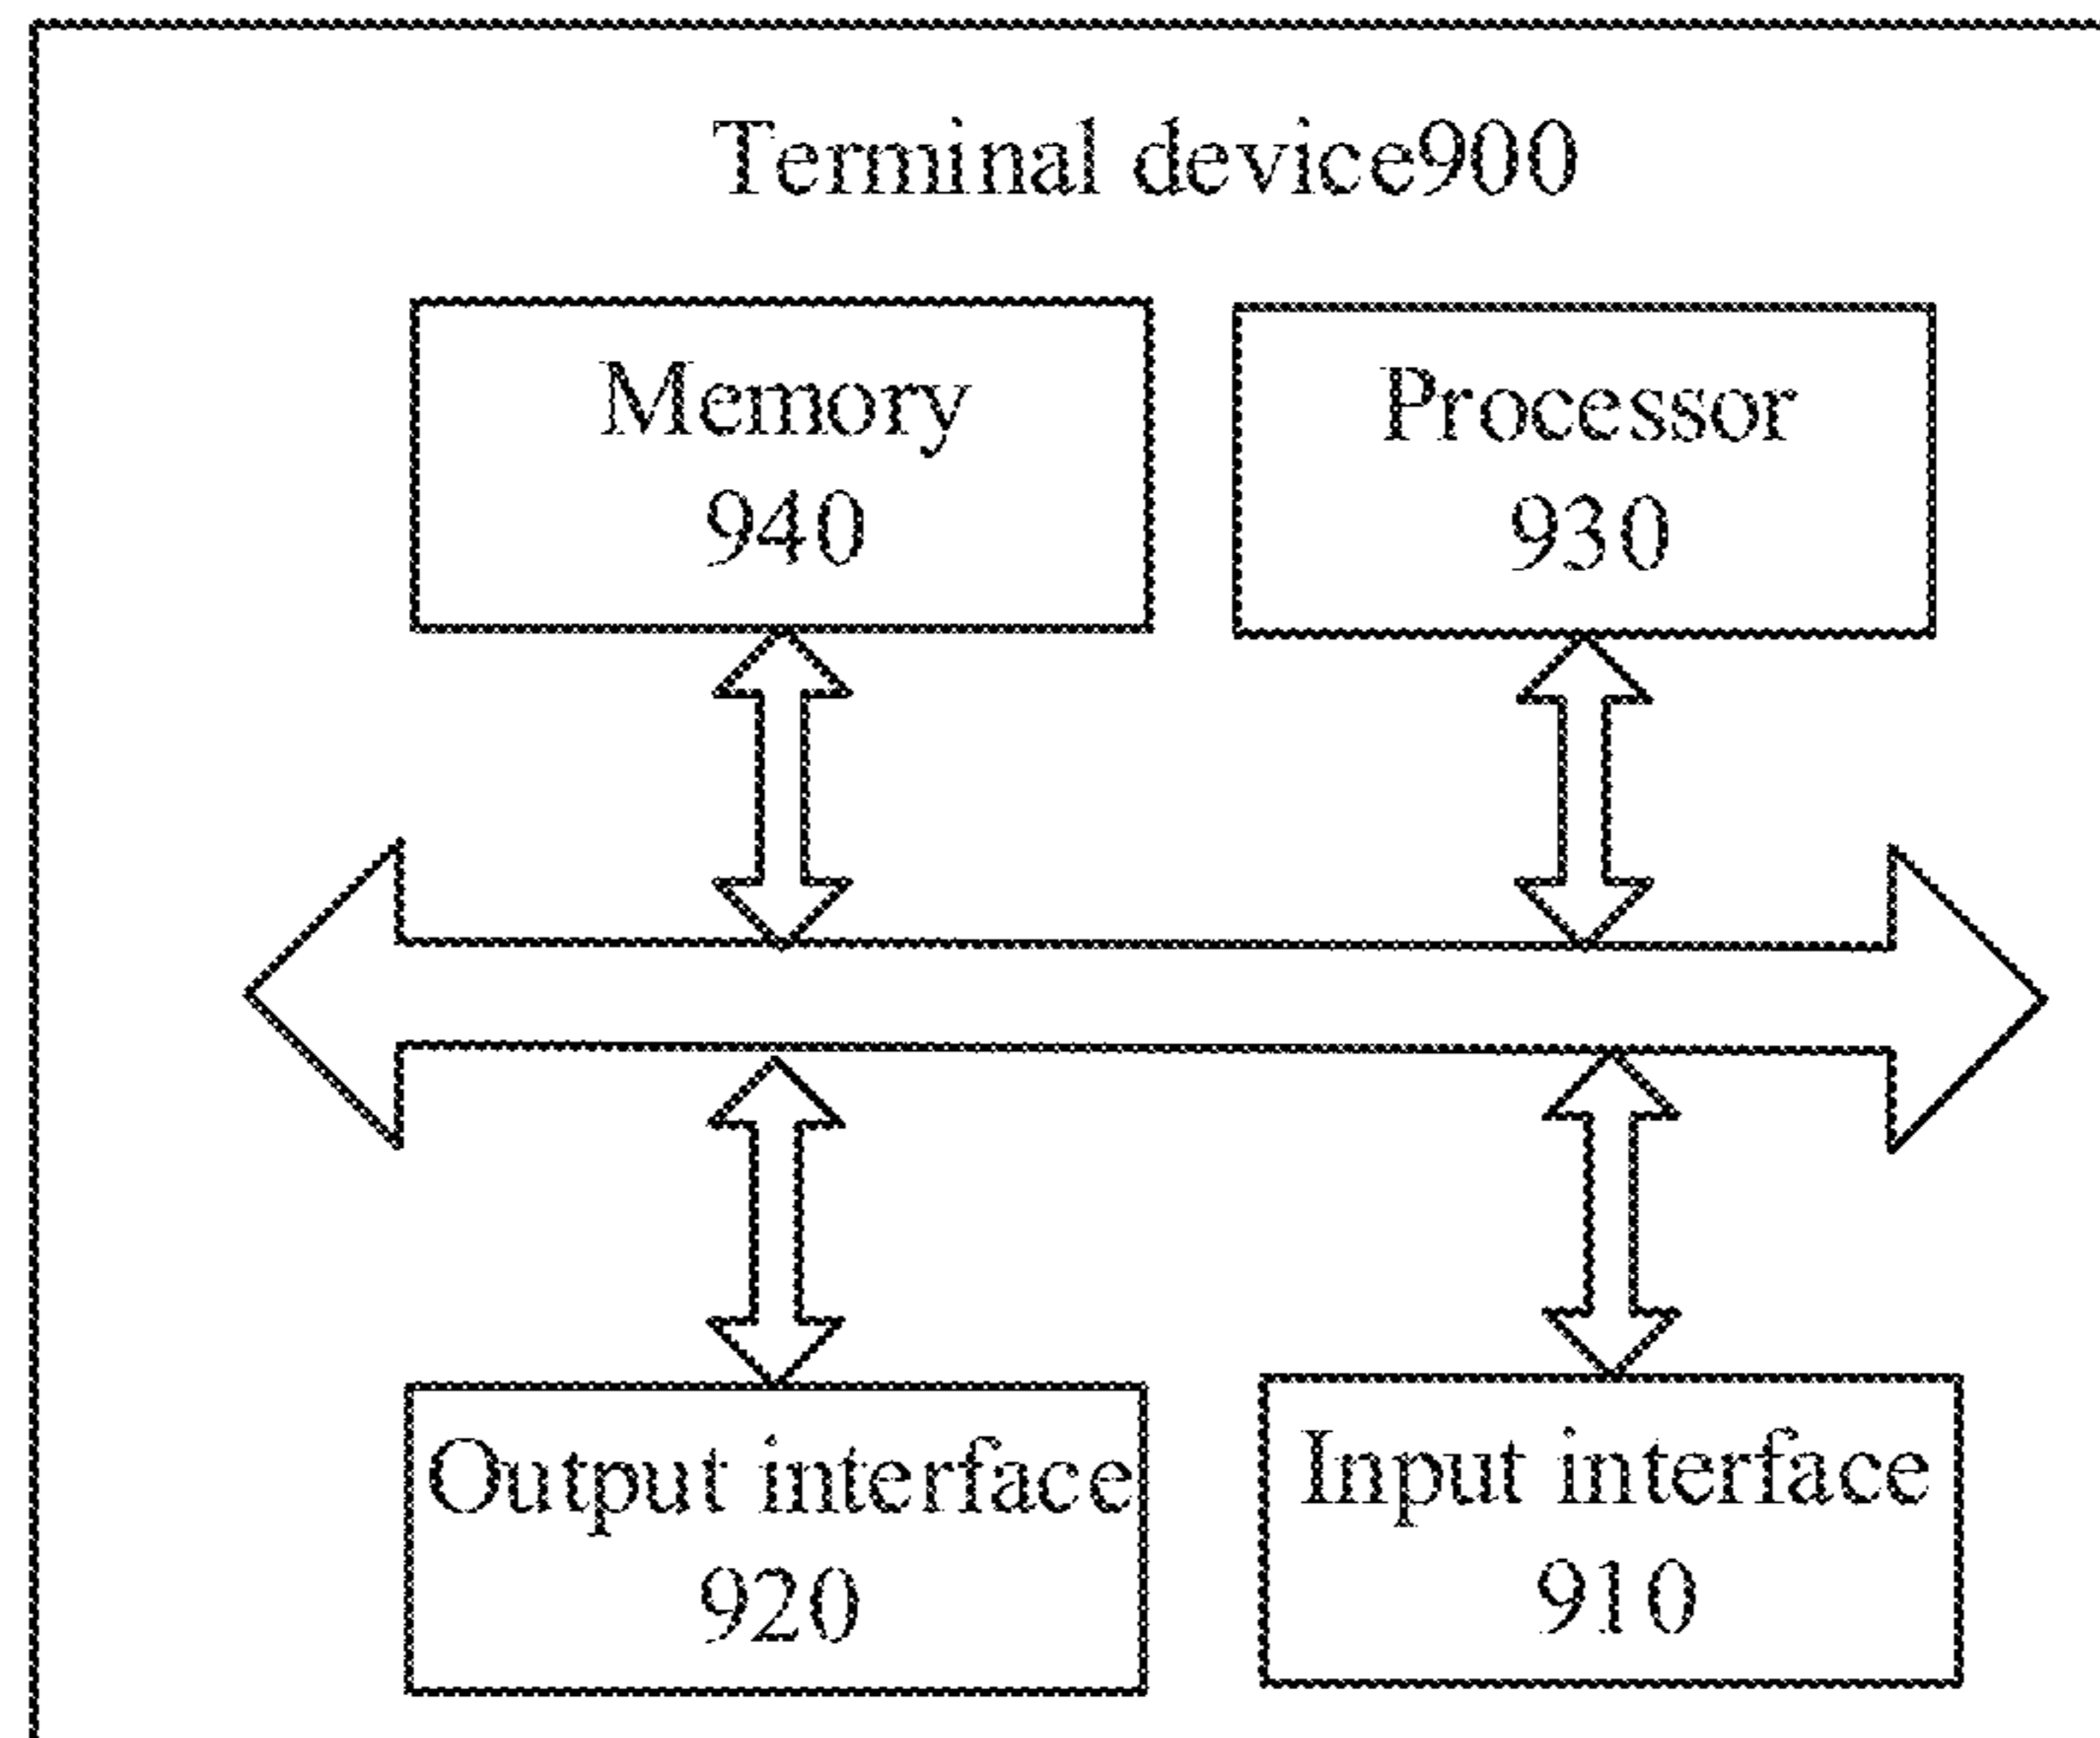 Terminal device900
Memory
940
Processor
930
Output interface
920
Input interface
910